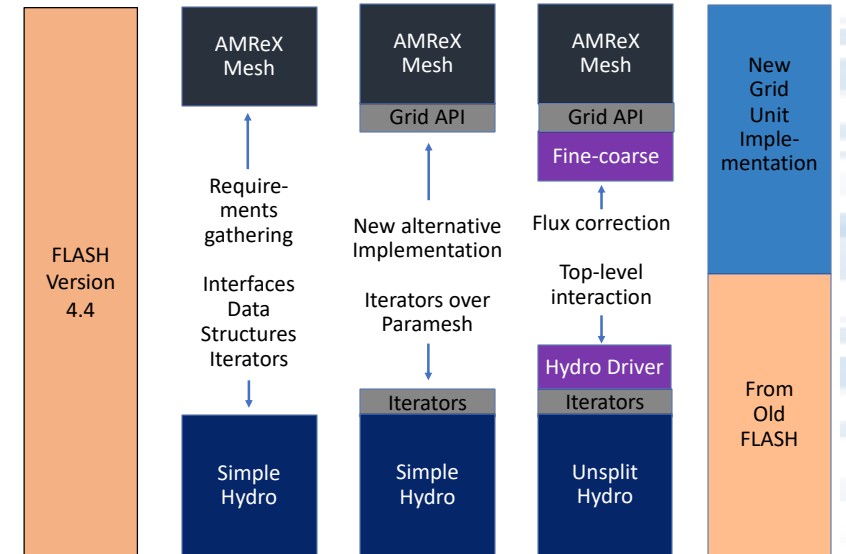 FLASH
Version
4.4
AMReX
Mesh
Require-
ments
gathering
Interfaces
Data
Structures
Iterators
Simple
Hydro
AMReX
Mesh
Grid API
New alternative
Implementation
Iterators over
Paramesh
Iterators
Simple
Hydro
AMReX
Mesh
Grid API
Fine-coarse
Flux correction
Top-level
interaction
Hydro Driver
Iterators
Unsplit
Hydro
New
Grid
Unit
Imple-
mentation
From
Old
FLASH